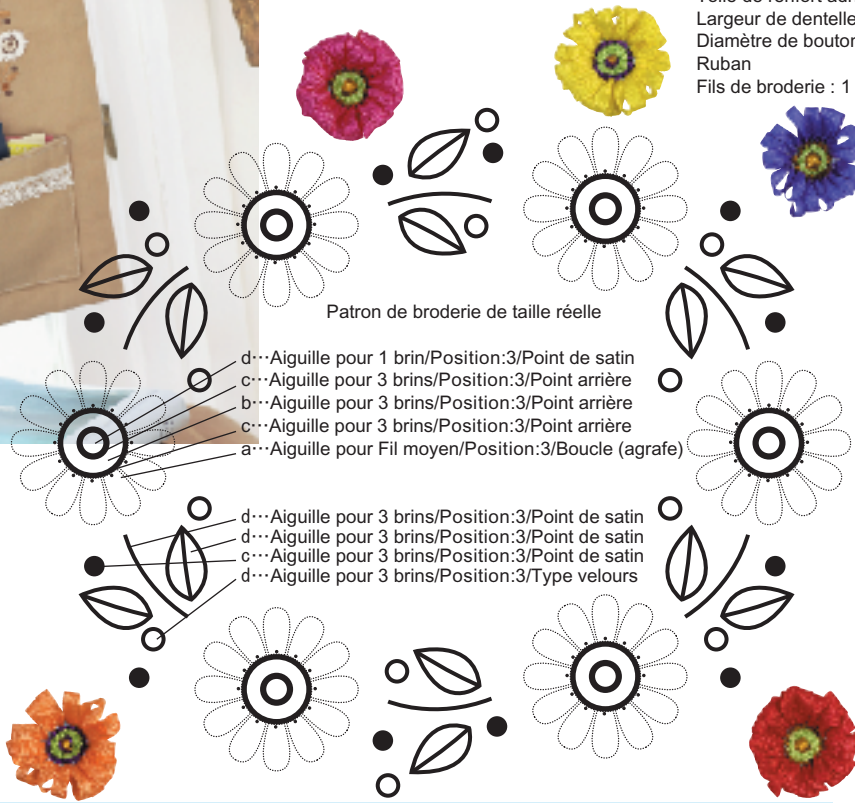 Largeur de dentelle
Diamètre de bouton
Ruban
Fils de broderie : 1
Patron de broderie de taille réelle
d···Aiguille pour 1 brin/Position:3/Point de satin
c···Aiguille pour 3 brins/Position:3/Point arrière
b···Aiguille pour 3 brins/Position:3/Point arrière
c···Aiguille pour 3 brins/Position:3/Point arrière
a···Aiguille pour Fil moyen/Position:3/Boucle (agrafe)
d···Aiguille pour 3 brins/Position:3/Point de satin
d···Aiguille pour 3 brins/Position:3/Point de satin
c···Aiguille pour 3 brins/Position:3/Point de satin
d···Aiguille pour 3 brins/Position:3/Type velours